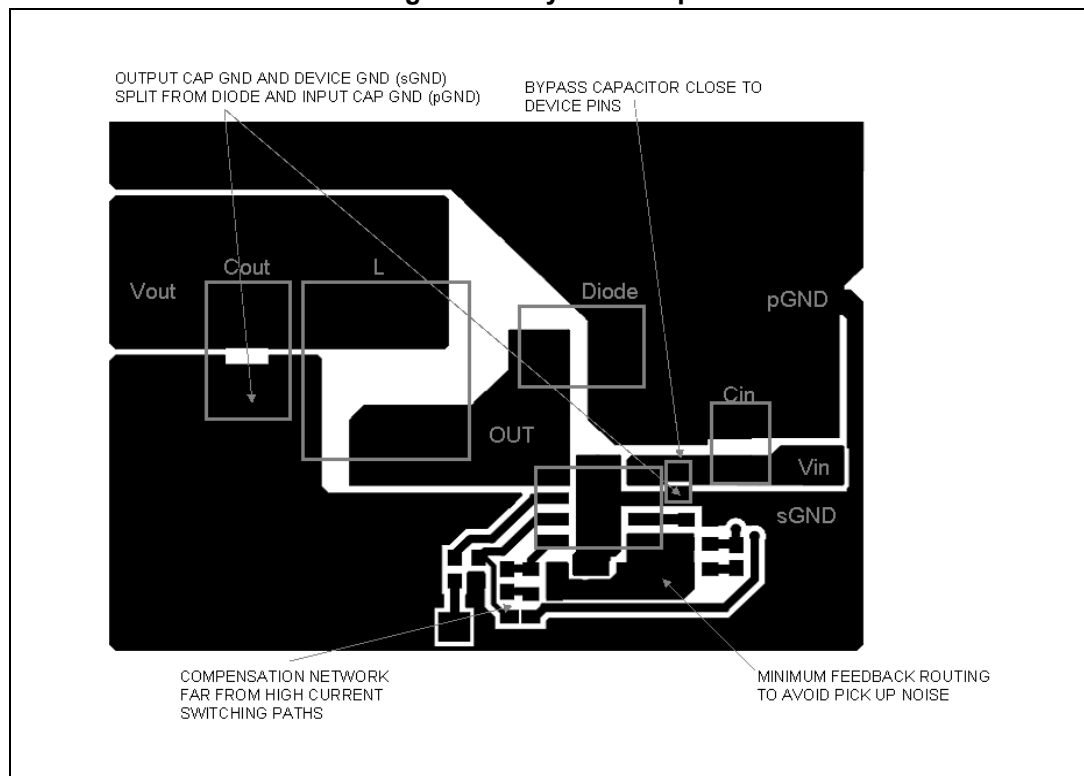 OUTPUT CAP GND AND DEVICE GND (sGND)
SPLIT FROM DIODE AND INPUT CAP GND (pGND)
BYPASS CAPACITOR CLOSE TO
DEVICE PINS
Cout
L
Vout
Diode
pGND
Cin
OUT
Vin
sGND
COMPENSATION NETWORK
FAR FROM HIGH CURRENT
SWITCHING PATHS
MINIMUM FEEDBACK ROUTING
TO AVOID PICK UP NOISE